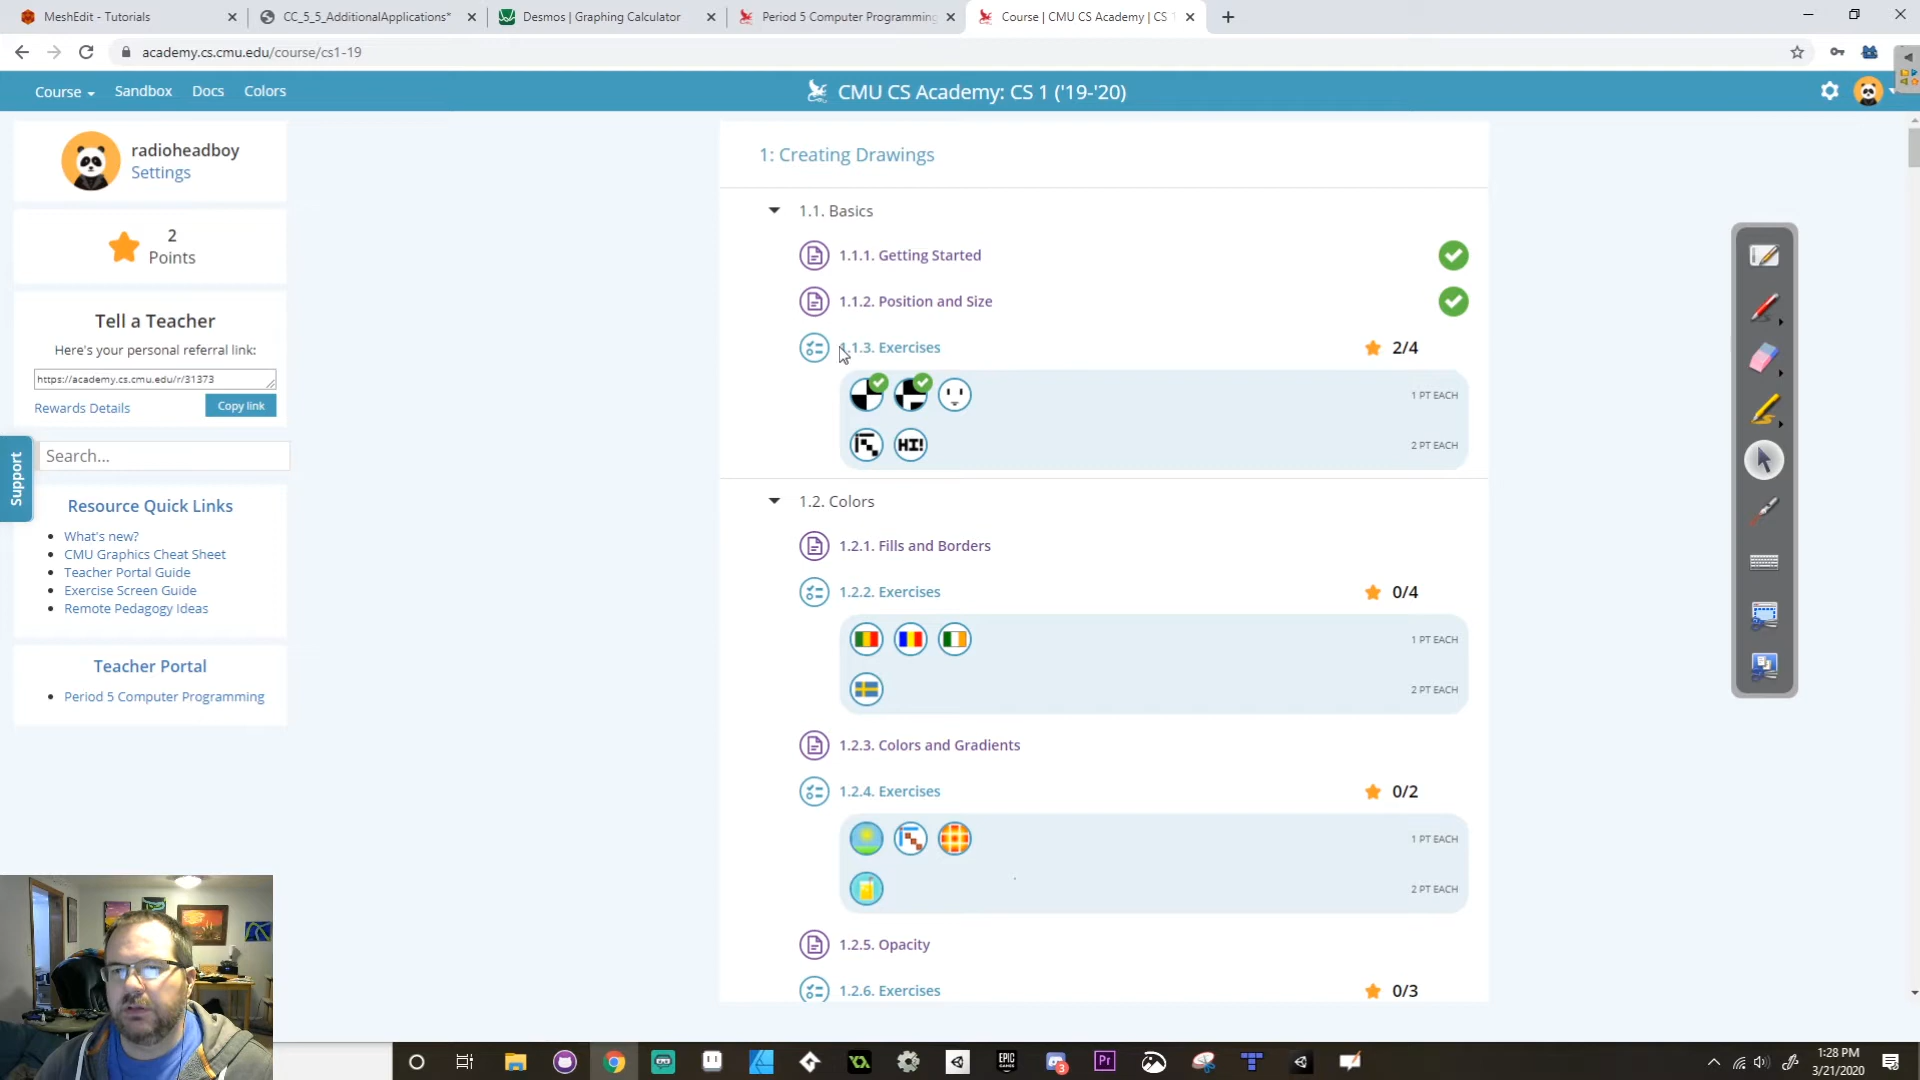 MeshEdit - Tutorials
CC_5_5_AdditionalApplications*
Desmos | Graphing Calculator
Period 5 Computer Programming
Course | CMU CS Academy | CS 1
academy.cs.cmu.edu/course/cs1-19
Course
Sandbox
Docs
Colors
CMU CS Academy: CS 1 ('19-'20)
radioheadboy
Settings
2
Points
Tell a Teacher
Here's your personal referral link:
https://academy.cs.cmu.edu/r/31373
Rewards Details
Copy link
Support
Search...
Resource Quick Links
What's new?
CMU Graphics Cheat Sheet
Teacher Portal Guide
Exercise Screen Guide
Remote Pedagogy Ideas
Teacher Portal
Period 5 Computer Programming
1: Creating Drawings
1.1. Basics
1.1.1. Getting Started
1.1.2. Position and Size
1.1.3. Exercises
2/4
1 PT EACH
HI!
2 PT EACH
1.2. Colors
1.2.1. Fills and Borders
1.2.2. Exercises
0/4
1 PT EACH
2 PT EACH
1.2.3. Colors and Gradients
1.2.4. Exercises
0/2
1 PT EACH
2 PT EACH
1.2.5. Opacity
1.2.6. Exercises
0/3
EPIC
GAMES
3
Pr
1:28 PM
3/21/2020